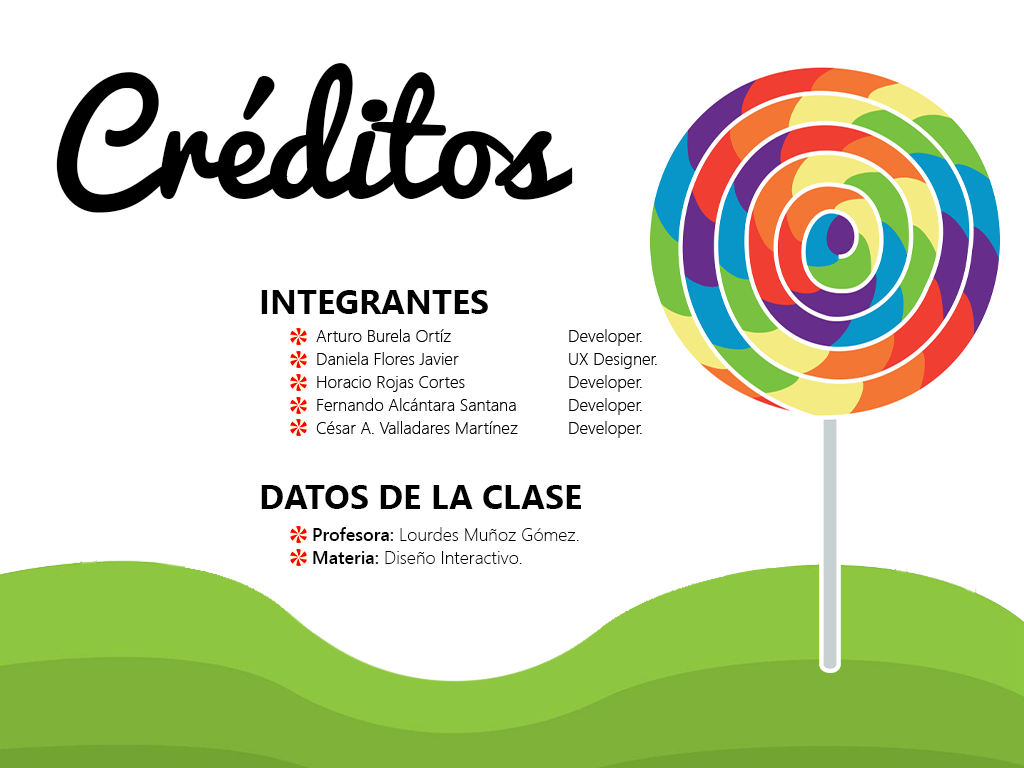 Créditos
INTEGRANTES
Arturo Burela Ortíz Developer.
Daniela Flores Javier UX Designer.
Horacio Rojas Cortes Developer.
Fernando Alcántara Santana Developer.
César A. Valladares Martínez Developer.
DATOS DE LA CLASE
Profesora: Lourdes Muñoz Gómez.
Materia: Diseño Interactivo.